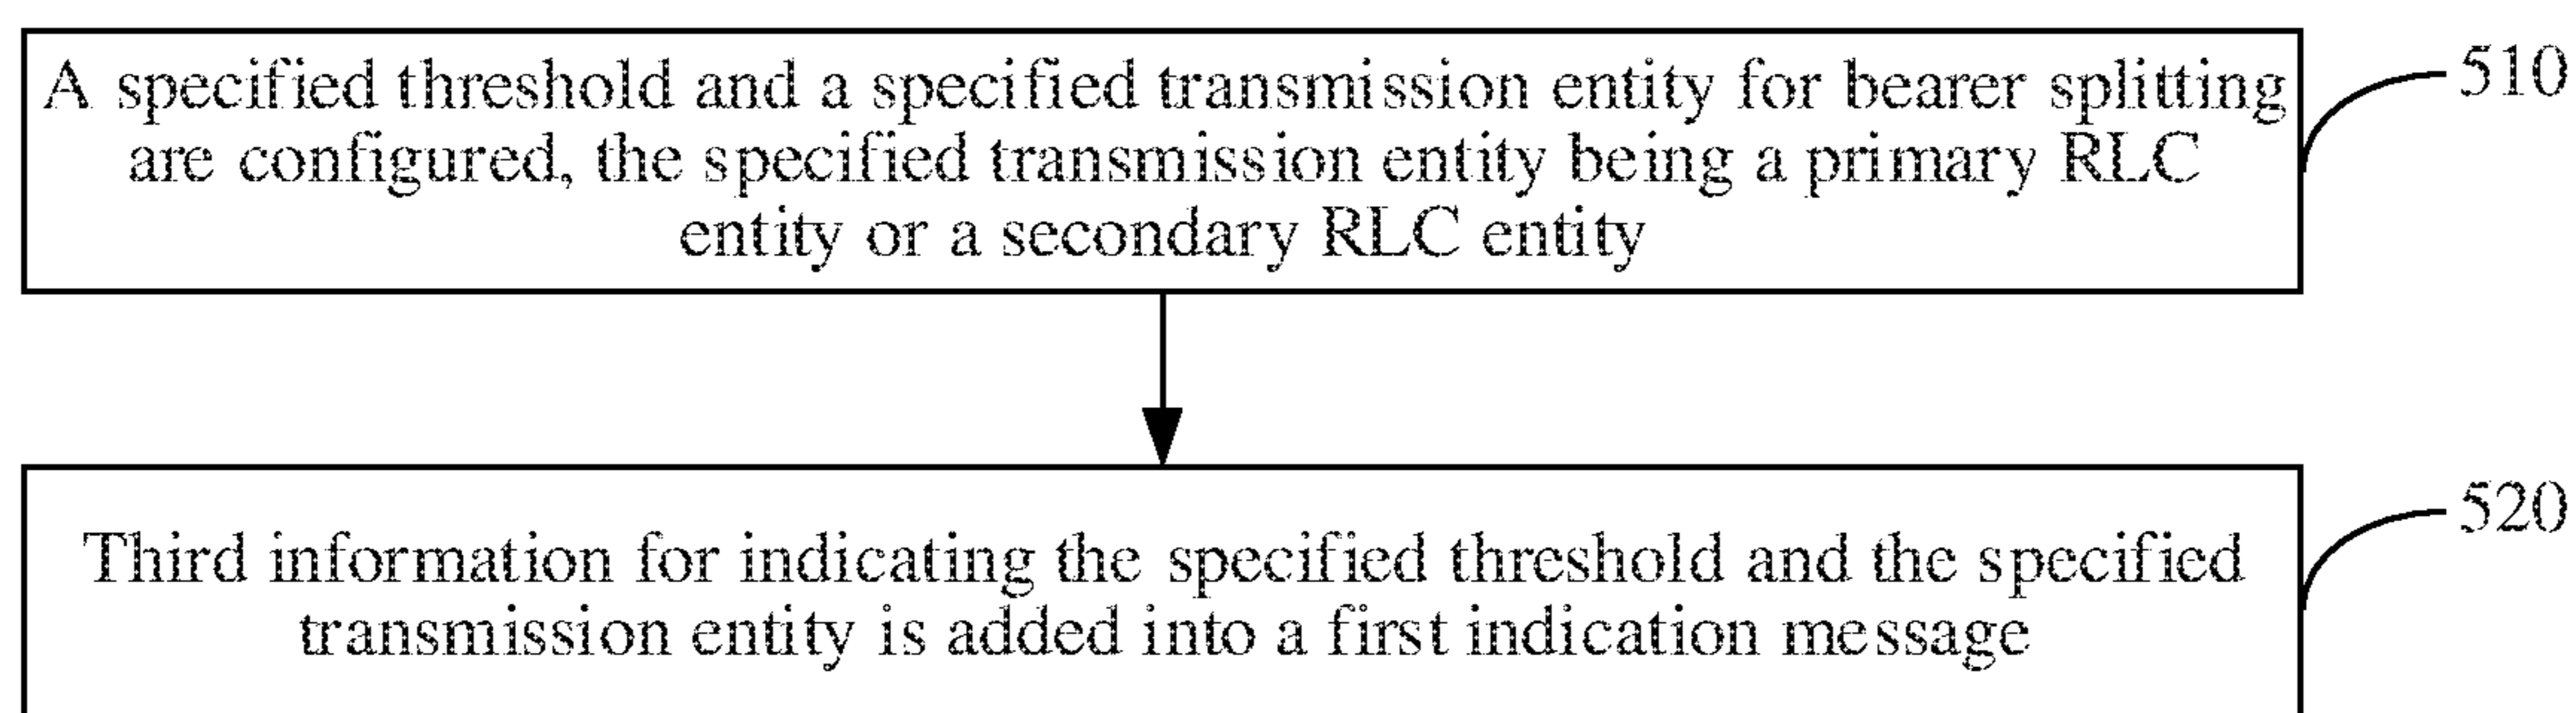 A specified threshold and a specified transmission entity for bearer splitting
are configured, the specified transmission entity being a primary RLC
entity or a secondary RLC entity
510
Third information for indicating the specified threshold and the specified
transmission entity is added into a first indication message
520